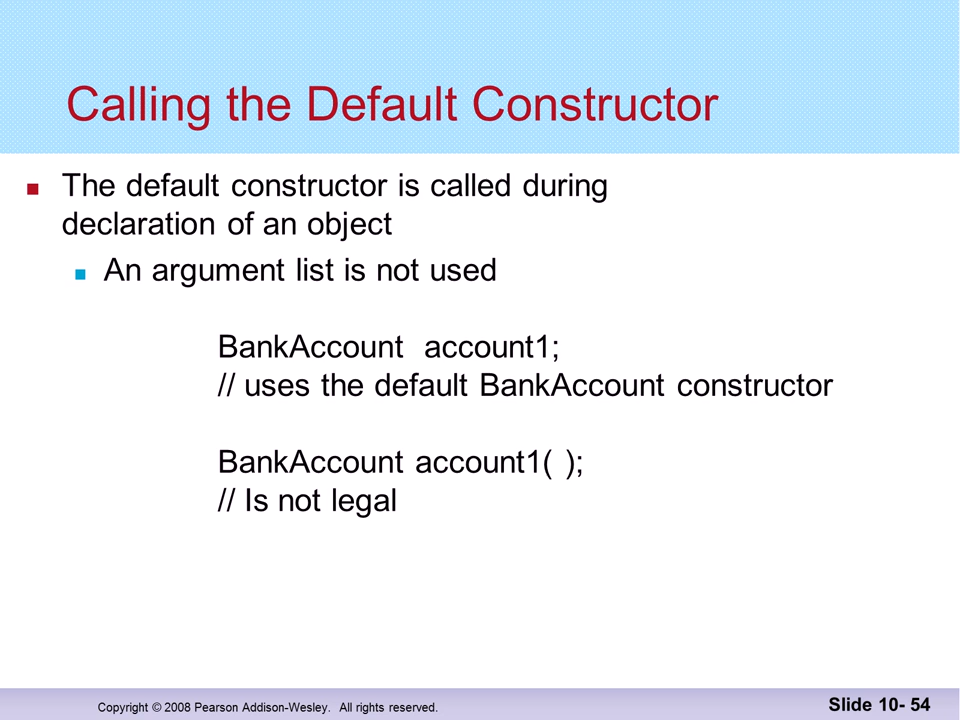 Calling the Default Constructor
The default constructor is called during
declaration of an object
An argument list is not used
BankAccount  account1;
// uses the default BankAccount constructor
BankAccount account1( );
// Is not legal
Copyright © 2008 Pearson Addison-Wesley.  All rights reserved.
Slide 10- 54